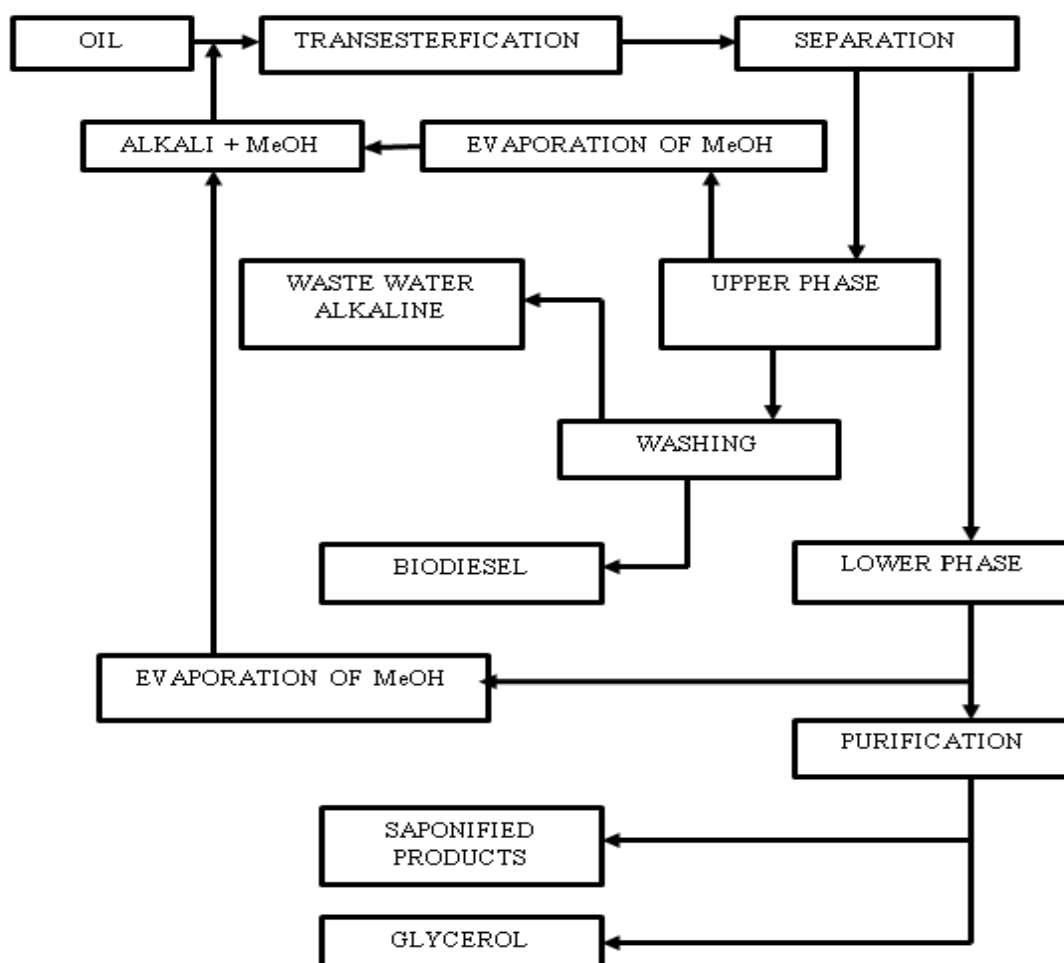 OIL
TRANSESTERFICATION
SEPARATION
ALKALI + MeOH
EVAPORATION OF MeOH
WASTE WATER
ALKALINE
UPPER PHASE
WASHING
BIODIESEL
LOWER PHASE
EVAPORATION OF MeOH
PURIFICATION
SAPONIFIED
PRODUCTS
GLYCEROL